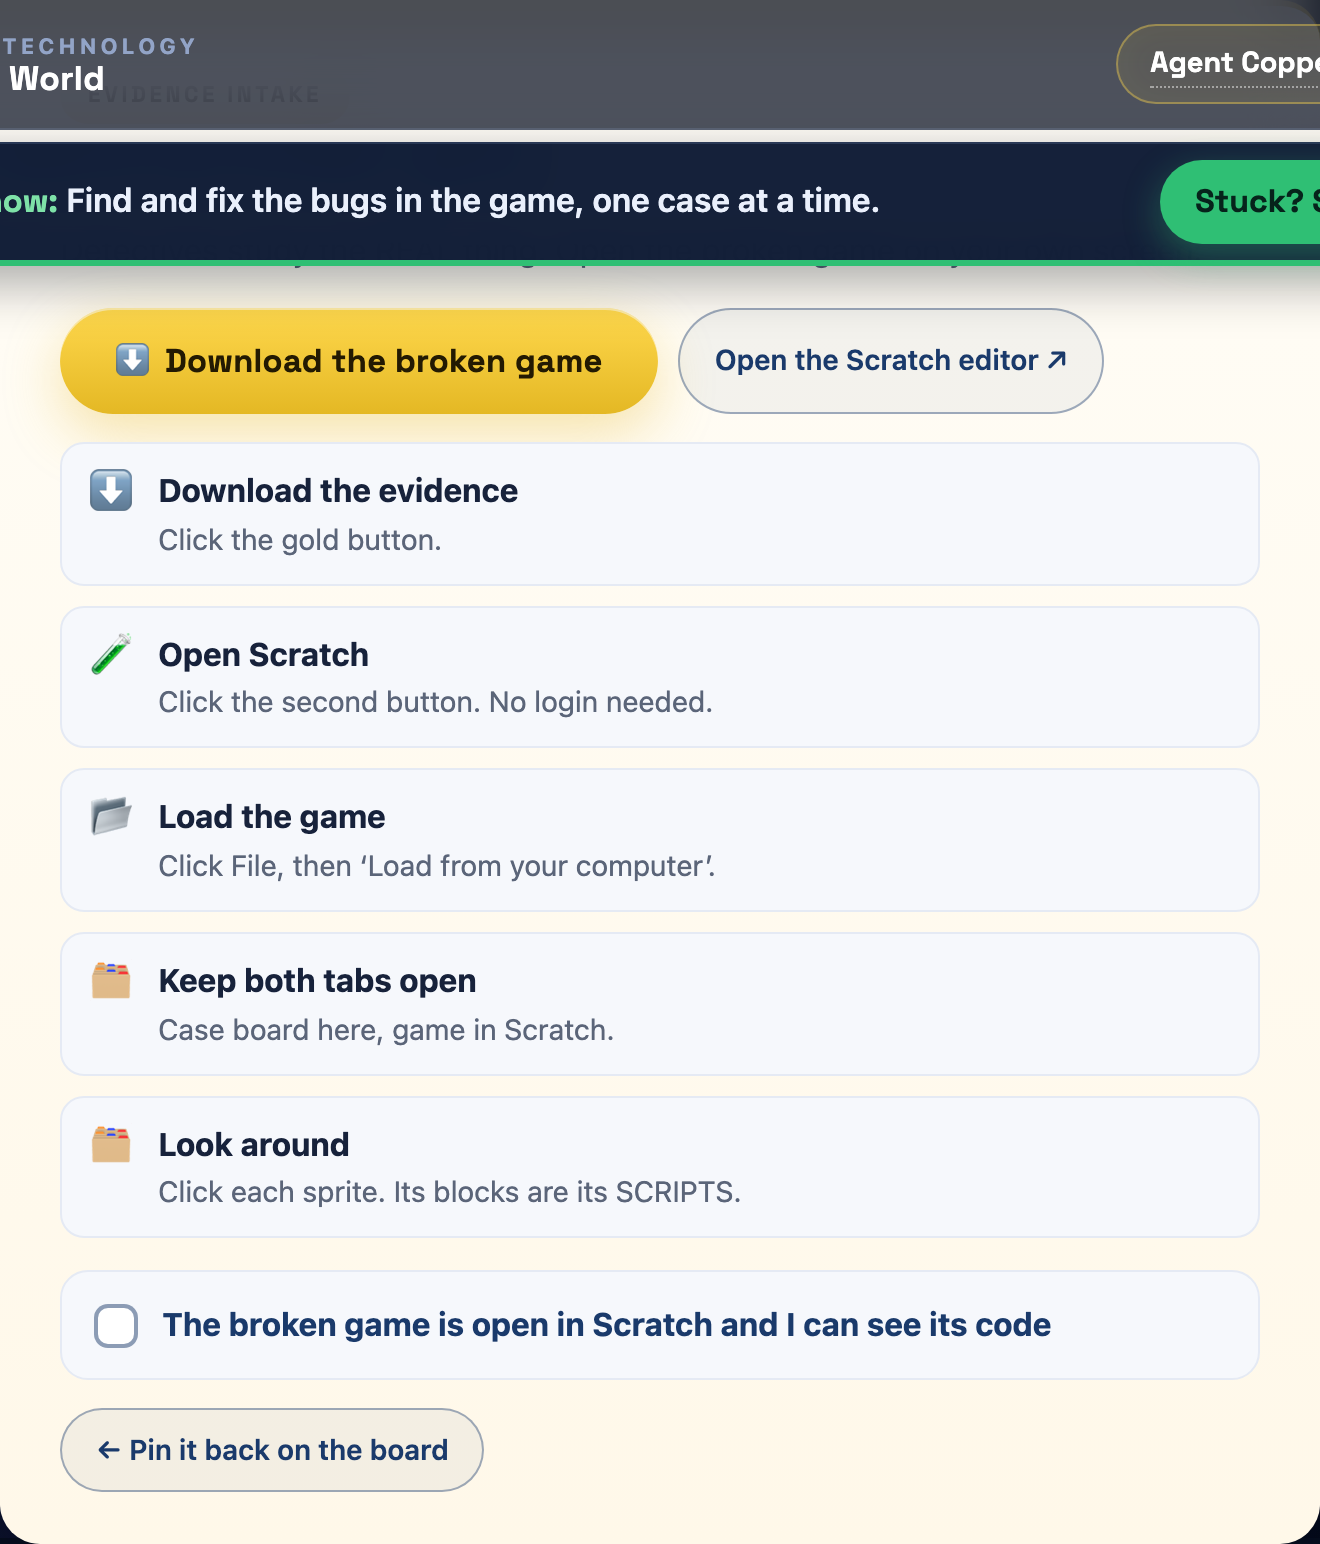 TECHNOLOGY
World
Agent Coppe
EVIDENCE INTAKE
now: Find and fix the bugs in the game, one case at a time.
Stuck? S
Download the broken game
Open the Scratch editor ↗
Download the evidence
Click the gold button.
Open Scratch
Click the second button. No login needed.
Load the game
Click File, then ‘Load from your computer’.
Keep both tabs open
Case board here, game in Scratch.
Look around
Click each sprite. Its blocks are its SCRIPTS.
The broken game is open in Scratch and I can see its code
← Pin it back on the board